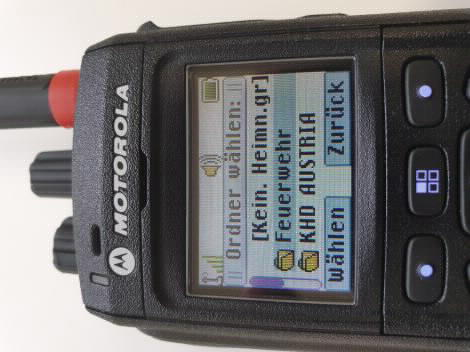 MOTOROLA
Ordner wählen:
[Kein. Heimn.gr]
Feuerwehr
KHD AUSTRIA
Wählen Zurück